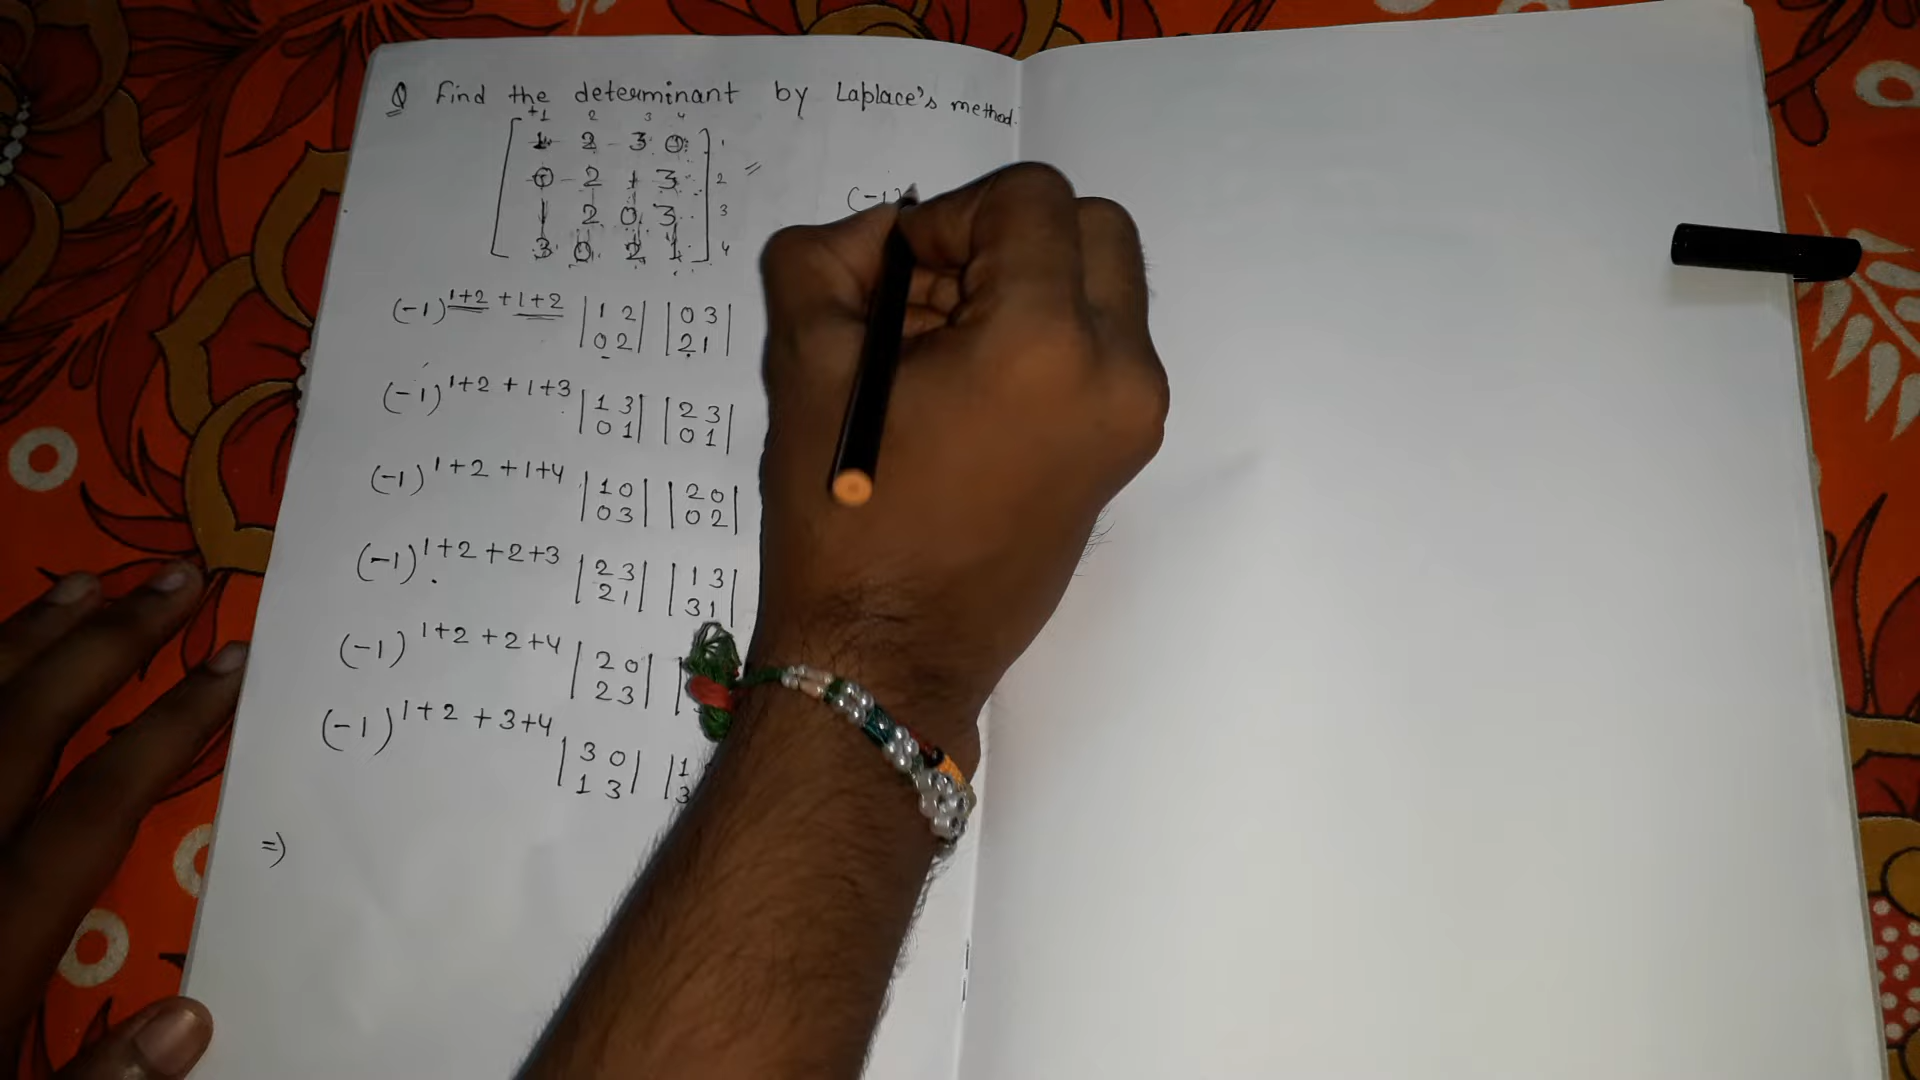 Q Find the determinant by Laplace's method.
+1 2 3 4
1 2 3 0 1
0 2 1 3 2
1 2 0 3 3
3 0 2 1 4
=
(-1)
(-1)^1+2 +1+2 |1 2| |0 3|
|0 2| |2 1|
(-1)^1+2 +1+3 |1 3| |2 3|
|0 1| |0 1|
(-1)^1+2 +1+4 |1 0| |2 0|
|0 3| |0 2|
(-1)^1+2 +2+3 |2 3| |1 3|
|2 1| |3 1|
(-1)^1+2 +2+4 |2 0| |
|2 3|
(-1)^1+2 +3+4 |3 0| |1
|1 3| |3
=)